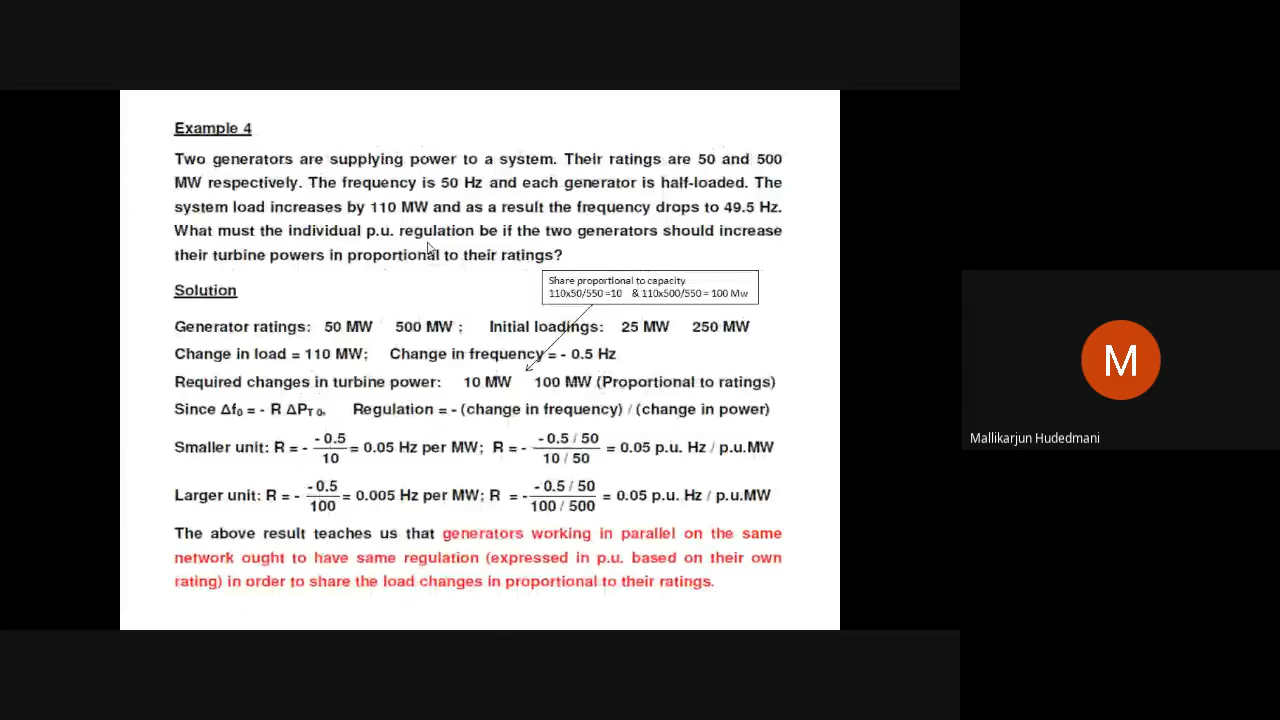 Example 4
Two generators are supplying power to a system. Their ratings are 50 and 500
MW respectively. The frequency is 50 Hz and each generator is half-loaded. The
system load increases by 110 MW and as a result the frequency drops to 49.5 Hz.
What must the individual p.u. regulation be if the two generators should increase
their turbine powers in proportional to their ratings?
Share proportional to capacity
110x50/550 =10 & 110x500/550 = 100 Mw
Solution
Generator ratings: 50 MW 500 MW ; Initial loadings: 25 MW 250 MW
Change in load = 110 MW; Change in frequency = - 0.5 Hz
Required changes in turbine power: 10 MW 100 MW (Proportional to ratings)
Since Δf₀ = - R ΔP_T 0, Regulation = - (change in frequency) / (change in power)
Smaller unit: R = - - 0.5 / 10 = 0.05 Hz per MW; R = - - 0.5 / 50 / 10 / 50 = 0.05 p.u. Hz / p.u.MW
Larger unit: R = - - 0.5 / 100 = 0.005 Hz per MW; R = - - 0.5 / 50 / 100 / 500 = 0.05 p.u. Hz / p.u.MW
The above result teaches us that generators working in parallel on the same
network ought to have same regulation (expressed in p.u. based on their own
rating) in order to share the load changes in proportional to their ratings.
M
Mallikarjun Hudedmani